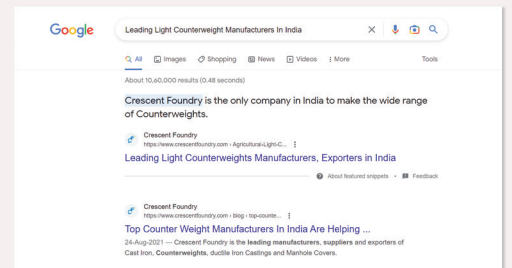 Google
Leading Light Counterweight Manufacturers In India
All Images Shopping News Videos More Tools
About 10,60,000 results (0.48 seconds)
Crescent Foundry is the only company in India to make the wide range
of Counterweights.
Crescent Foundry
https://www.crescentfoundry.com › Agricultural-Light-C...
Leading Light Counterweights Manufacturers, Exporters in India
About featured snippets • Feedback
Crescent Foundry
https://www.crescentfoundry.com › blog › top-counte...
Top Counter Weight Manufacturers In India Are Helping ...
24-Aug-2021 — Crescent Foundry is the leading manufacturers, suppliers and exporters of
Cast Iron, Counterweights, ductile Iron Castings and Manhole Covers.